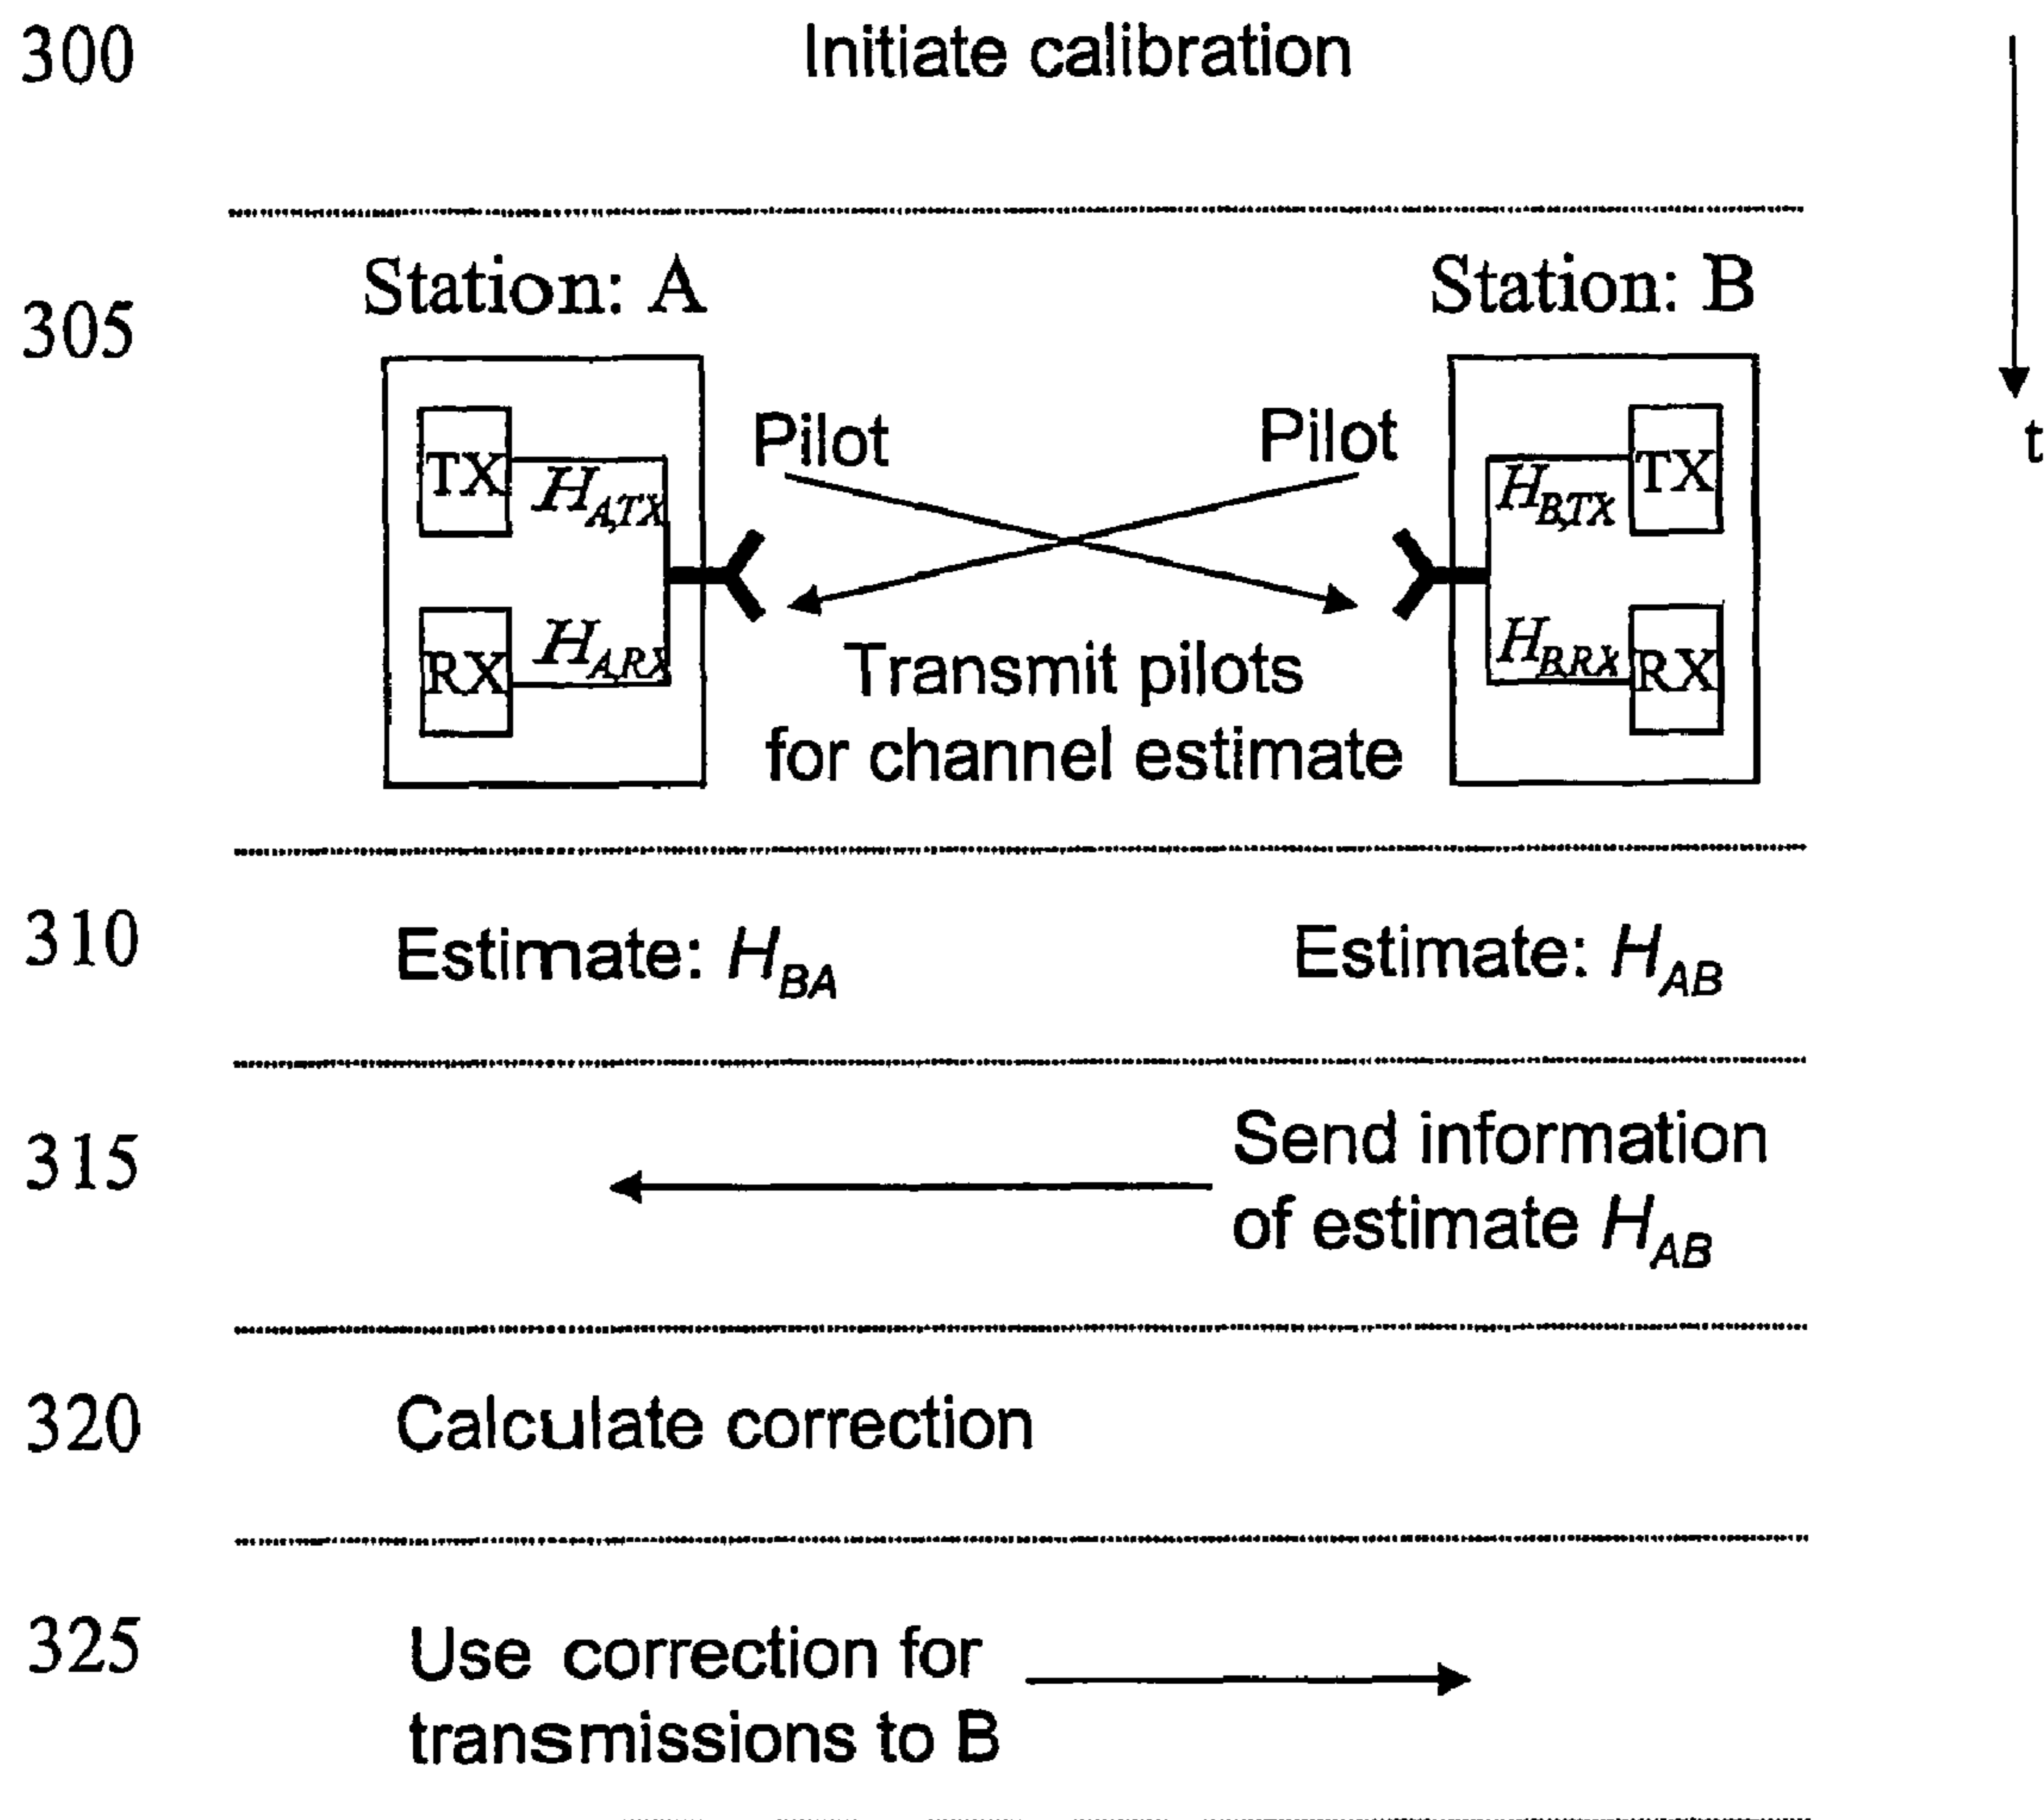 300 Initiate calibration
305 Station: A Station: B
t
Pilot Pilot
TX H_A,TX H_B,TX TX
RX H_A,RX H_B,RX RX
Transmit pilots
for channel estimate
310 Estimate: H_BA Estimate: H_AB
315 Send information
of estimate H_AB
320 Calculate correction
325 Use correction for
transmissions to B